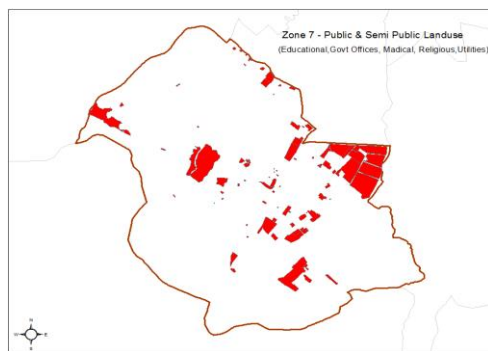 Zone 7 - Public & Semi Public Landuse
(Educational,Govt Offices, Madical, Religious,Utilities)
N
W E
S